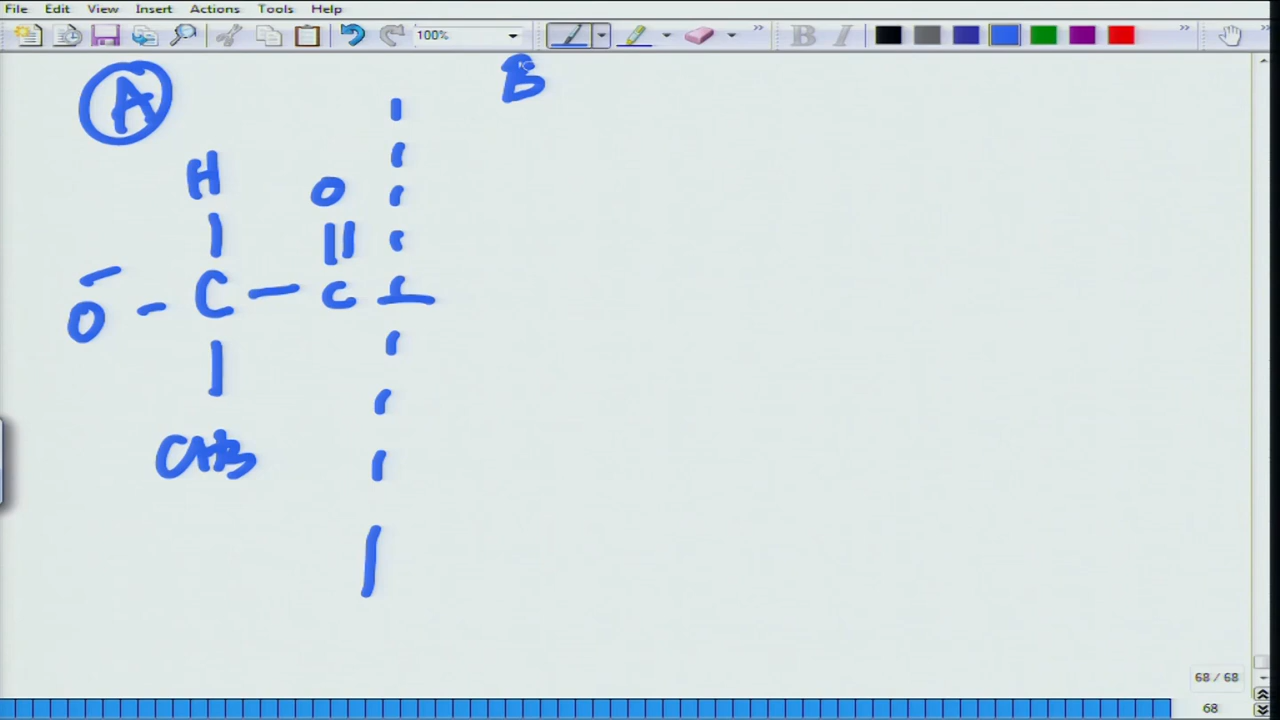 File Edit View Insert Actions Tools Help
100% B I
A B
H O
O - C - C
CH3
68 / 68
68